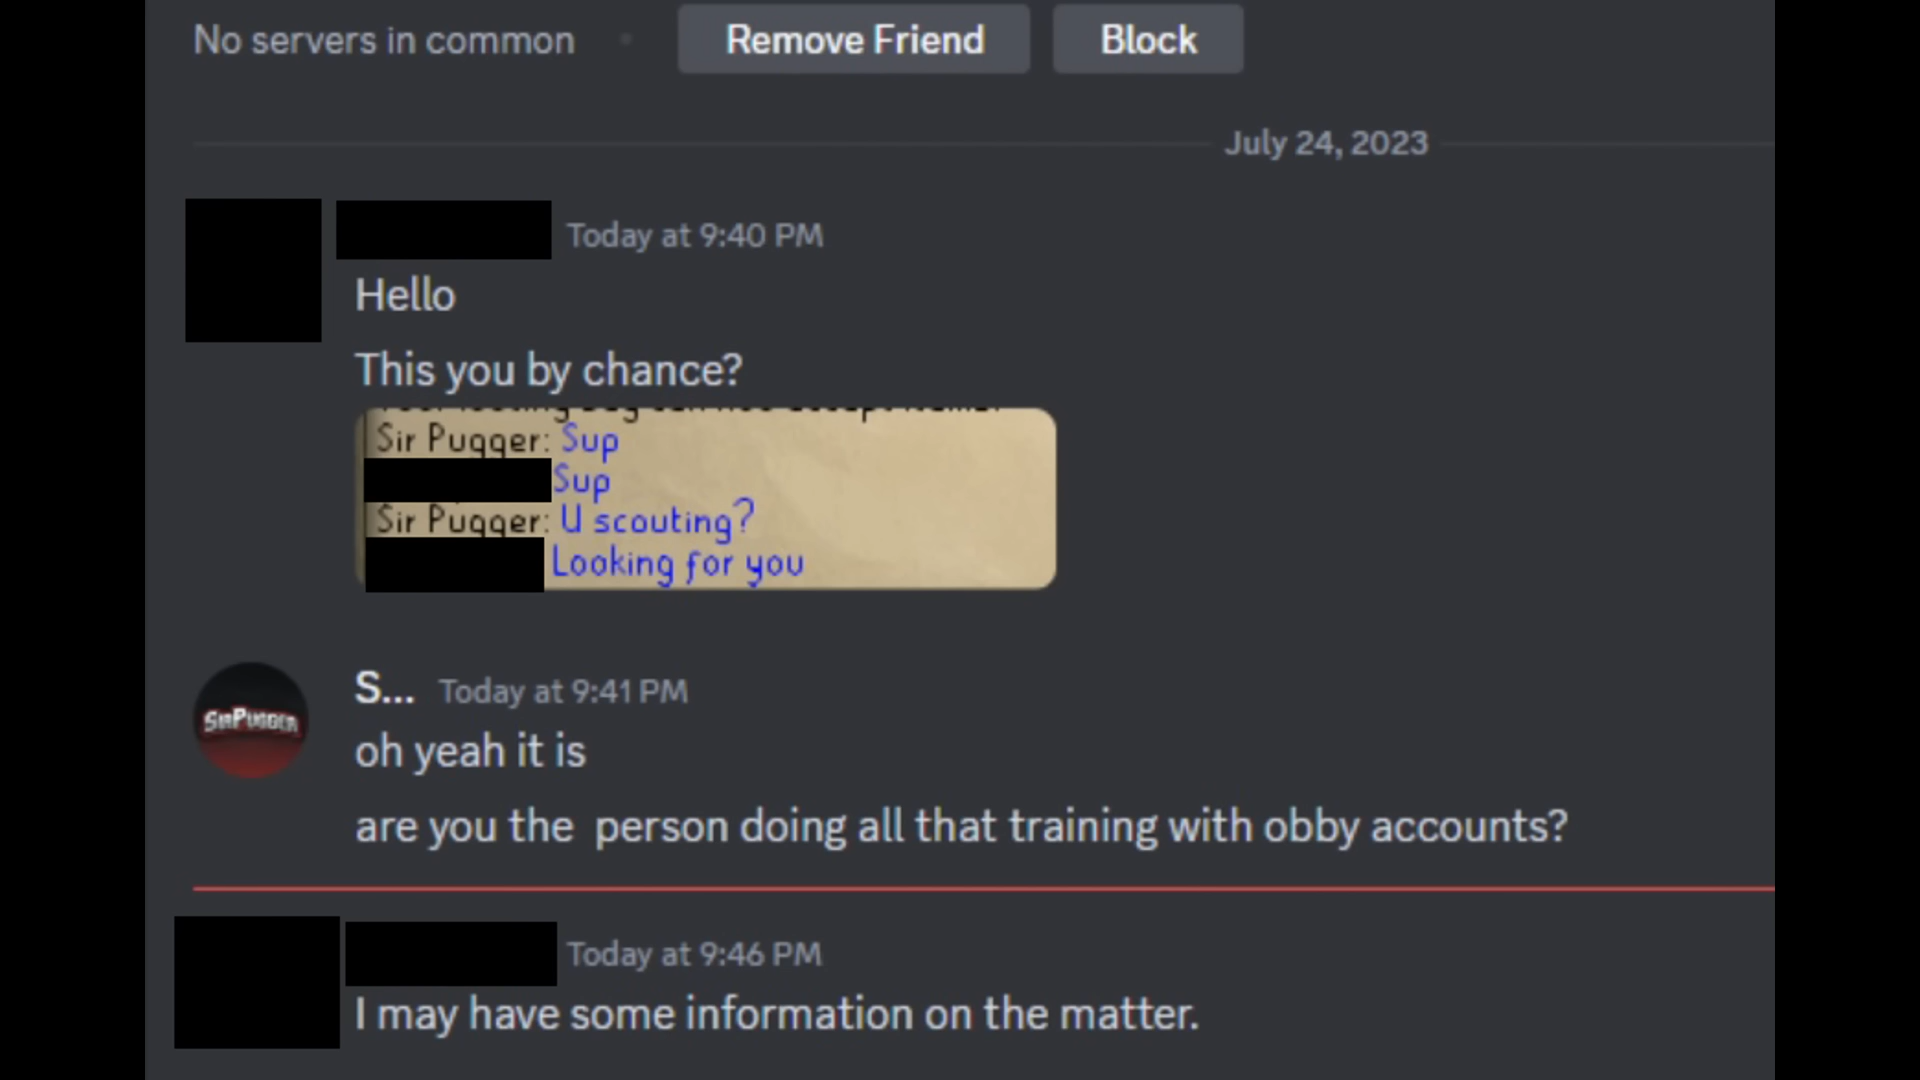 No servers in common
Remove Friend
Block
July 24, 2023
Today at 9:40 PM
Hello
This you by chance?
Sir Pugger: Sup
Sup
Sir Pugger: U scouting?
Looking for you
SIRPUGGER
S... Today at 9:41 PM
oh yeah it is
are you the person doing all that training with obby accounts?
Today at 9:46 PM
I may have some information on the matter.